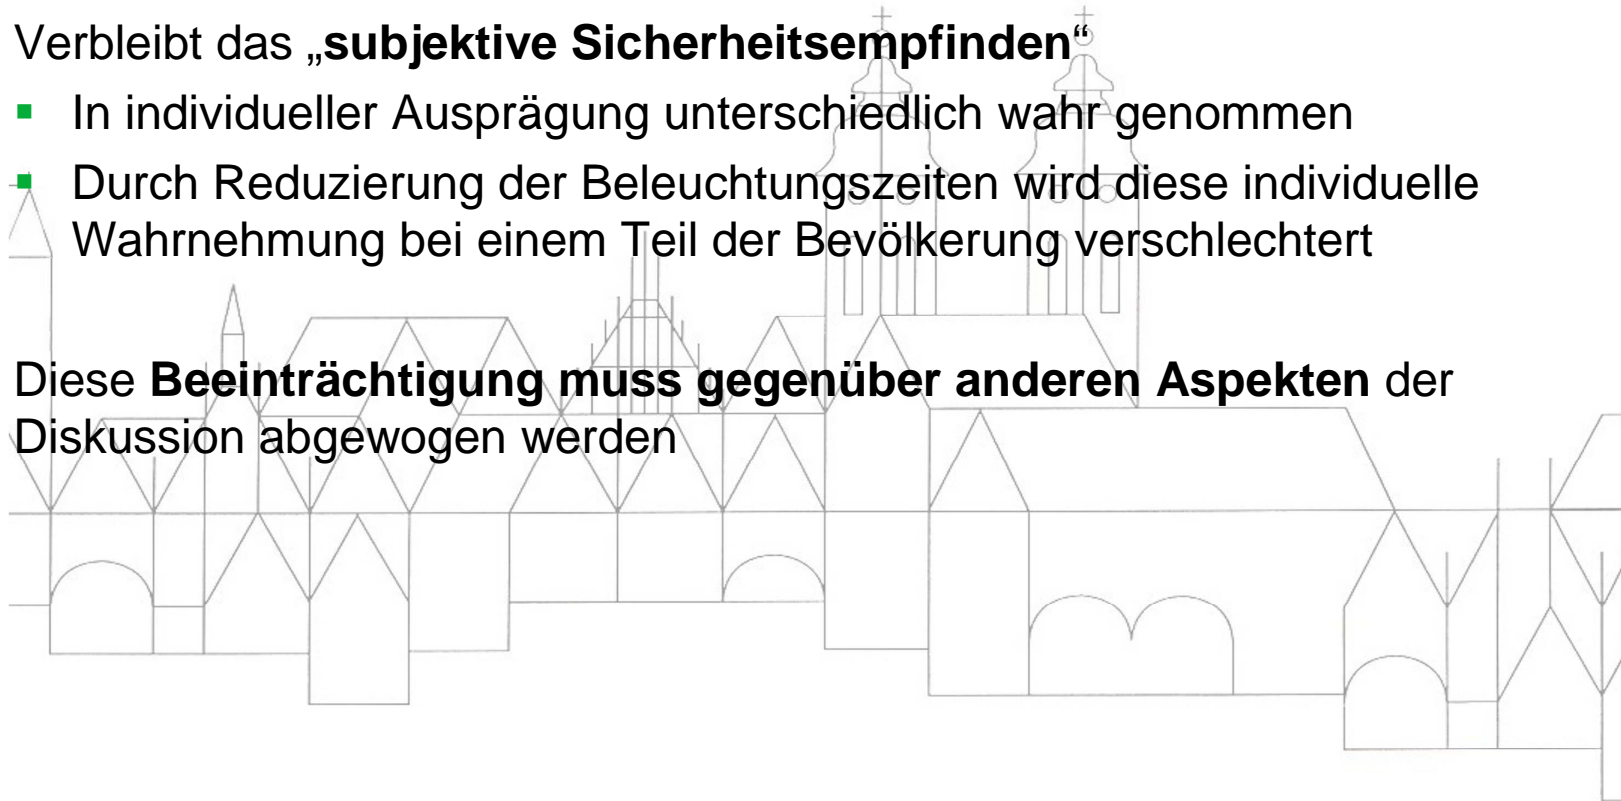 Verbleibt das „subjektive Sicherheitsempfinden“
▪ In individueller Ausprägung unterschiedlich wahr genommen
▪ Durch Reduzierung der Beleuchtungszeiten wird diese individuelle
Wahrnehmung bei einem Teil der Bevölkerung verschlechtert
Diese Beeinträchtigung muss gegenüber anderen Aspekten der
Diskussion abgewogen werden